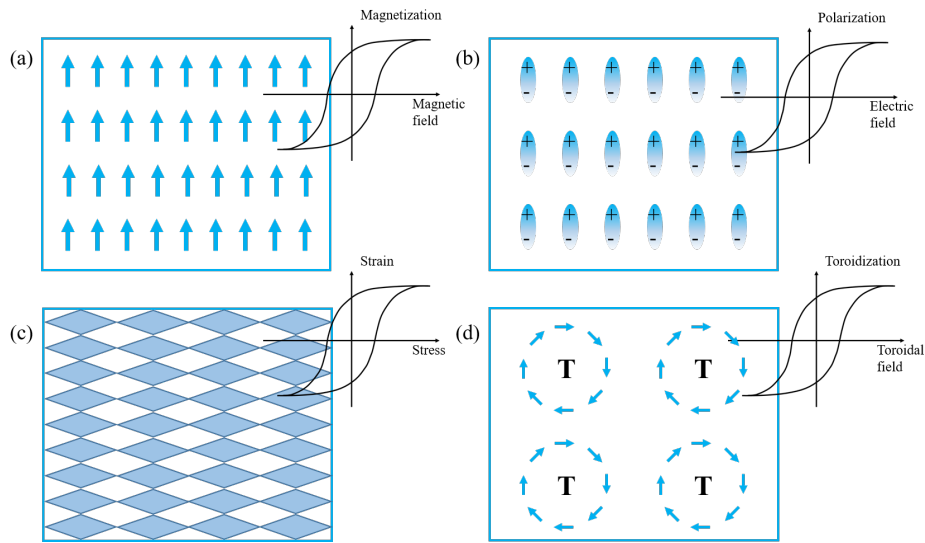 (a)
Magnetization
Magnetic
field
(b)
Polarization
Electric
field
+ + + + + +
- - - - - -
+ + + + + +
- - - - - -
+ + + + + +
- - - - - -
(c)
Strain
Stress
(d)
Toroidization
Toroidal
field
T T
T T